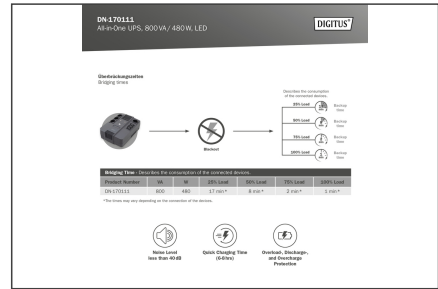 DN-170111
All-in-One UPS, 800 VA / 480 W, LED
DIGITUS®
Überbrückungszeiten
Bridging times
Describes the consumption
of the connected devices.
25% Load
Backup
time
50% Load
Backup
time
75% Load
Backup
time
100% Load
Backup
time
Blackout
Bridging Time - Describes the consumption of the connected devices.
Product Number VA W 25% Load 50% Load 75% Load 100% Load
DN-170111 800 480 17 min* 8 min* 2 min* 1 min*
*The times may vary depending on the connection of the devices.
Noise Level
less than 40 dB
Quick Charging Time
(6-8 hrs)
Overload-, Discharge-,
and Overcharge
Protection